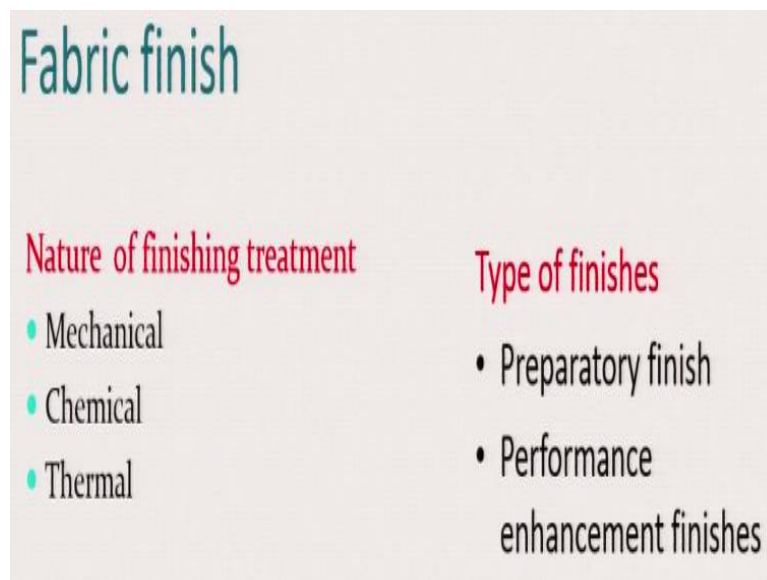 Fabric finish
Nature of finishing treatment
• Mechanical
• Chemical
• Thermal
Type of finishes
• Preparatory finish
• Performance
enhancement finishes